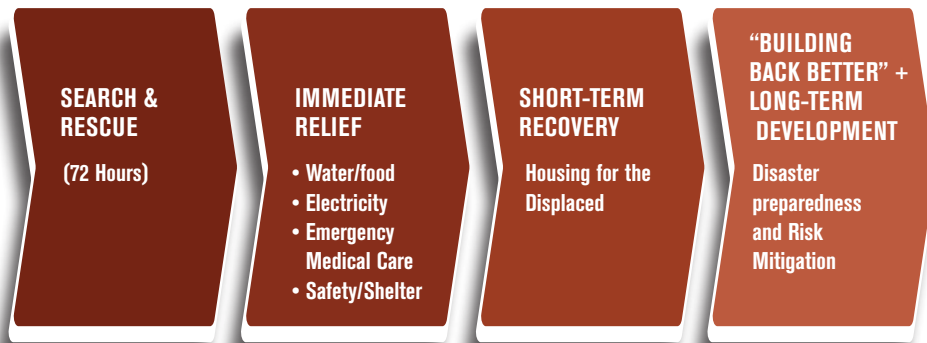 SEARCH &
RESCUE
(72 Hours)
IMMEDIATE
RELIEF
• Water/food
• Electricity
• Emergency
Medical Care
• Safety/Shelter
SHORT-TERM
RECOVERY
Housing for the
Displaced
“BUILDING
BACK BETTER” +
LONG-TERM
DEVELOPMENT
Disaster
preparedness
and Risk
Mitigation